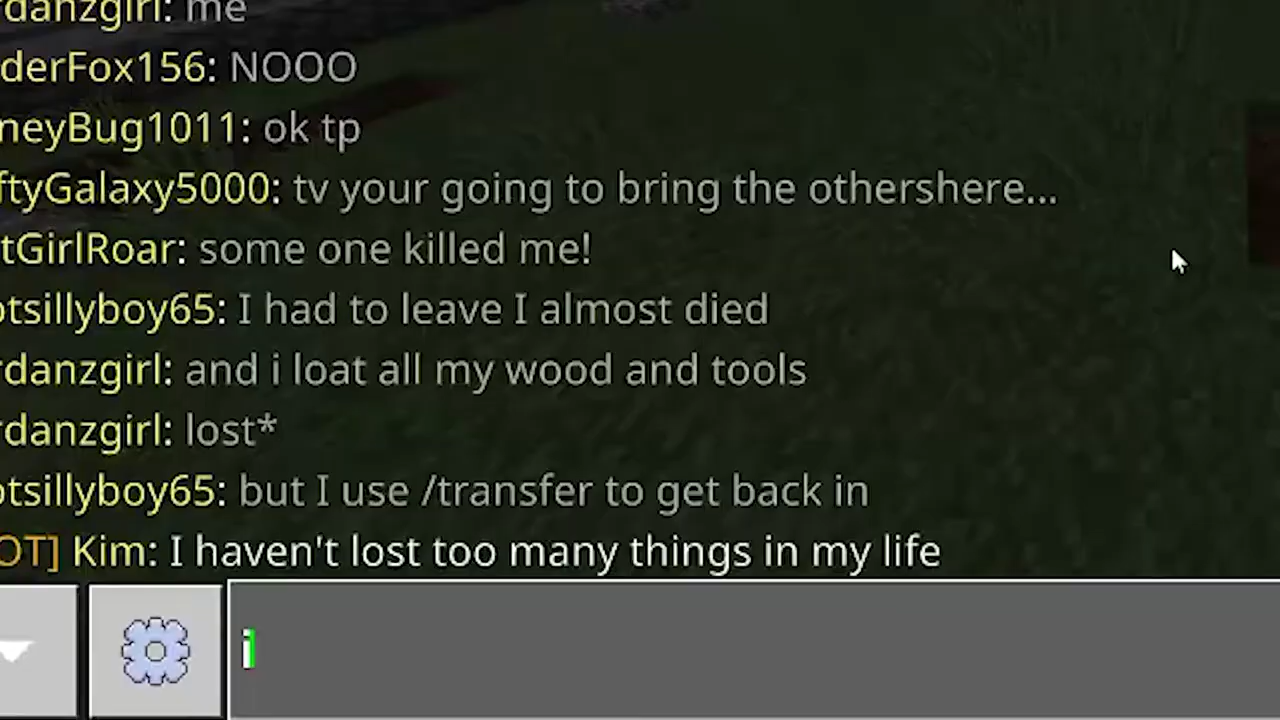 rdanzgirl: me
derFox156: NOOO
neyBug1011: ok tp
ftyGalaxy5000: tv your going to bring the othershere...
tGirlRoar: some one killed me!
otsillyboy65: I had to leave I almost died
rdanzgirl: and i loat all my wood and tools
rdanzgirl: lost*
otsillyboy65: but I use /transfer to get back in
OT] Kim: I haven't lost too many things in my life
i